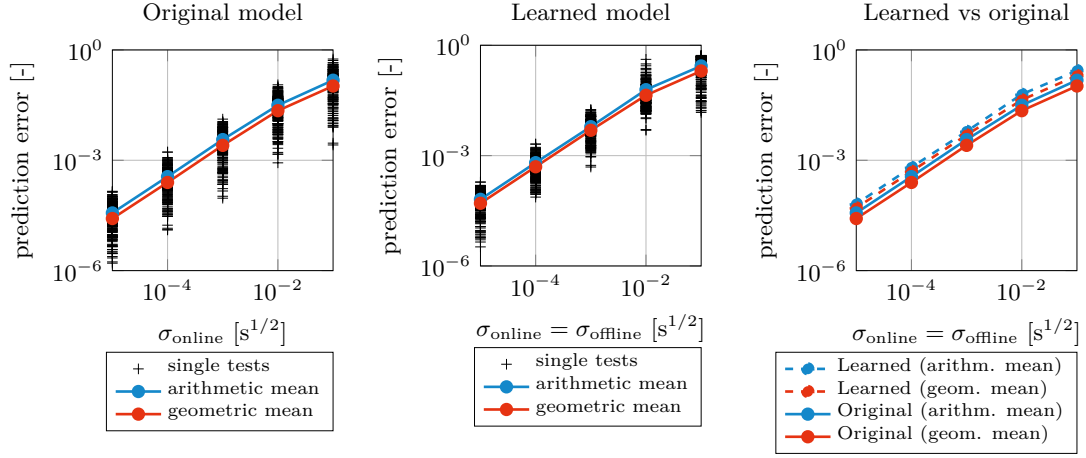 Original model
prediction error [-]
10^0
10^−3
10^−6
10^−4
10^−2
σ_online [s^1/2]
single tests
arithmetic mean
geometric mean
Learned model
prediction error [-]
10^0
10^−3
10^−6
10^−4
10^−2
σ_online = σ_offline [s^1/2]
single tests
arithmetic mean
geometric mean
Learned vs original
prediction error [-]
10^0
10^−3
10^−6
10^−4
10^−2
σ_online = σ_offline [s^1/2]
Learned (arithm. mean)
Learned (geom. mean)
Original (arithm. mean)
Original (geom. mean)